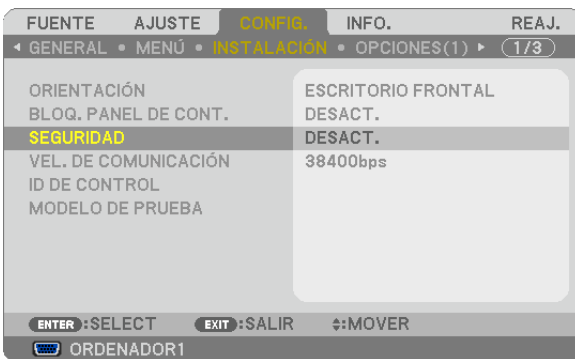 FUENTE AJUSTE CONFIG. INFO. REAJ.
GENERAL • MENÚ • INSTALACIÓN • OPCIONES(1) 1/3
ORIENTACIÓN ESCRITORIO FRONTAL
BLOQ. PANEL DE CONT. DESACT.
SEGURIDAD DESACT.
VEL. DE COMUNICACIÓN 38400bps
ID DE CONTROL
MODELO DE PRUEBA
ENTER :SELECT EXIT :SALIR :MOVER
ORDENADOR1